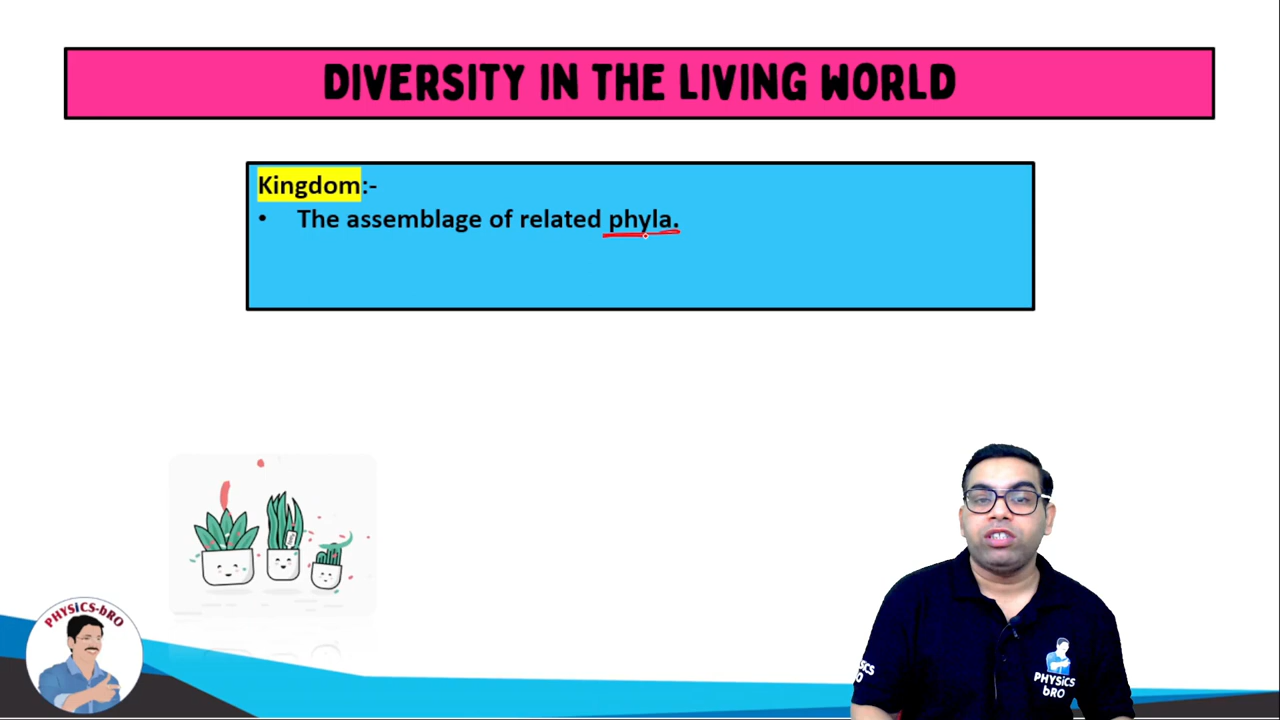 DIVERSITY IN THE LIVING WORLD
Kingdom:-
• The assemblage of related phyla.
PHYSiCS-bRO
PHYSiCS
bRO